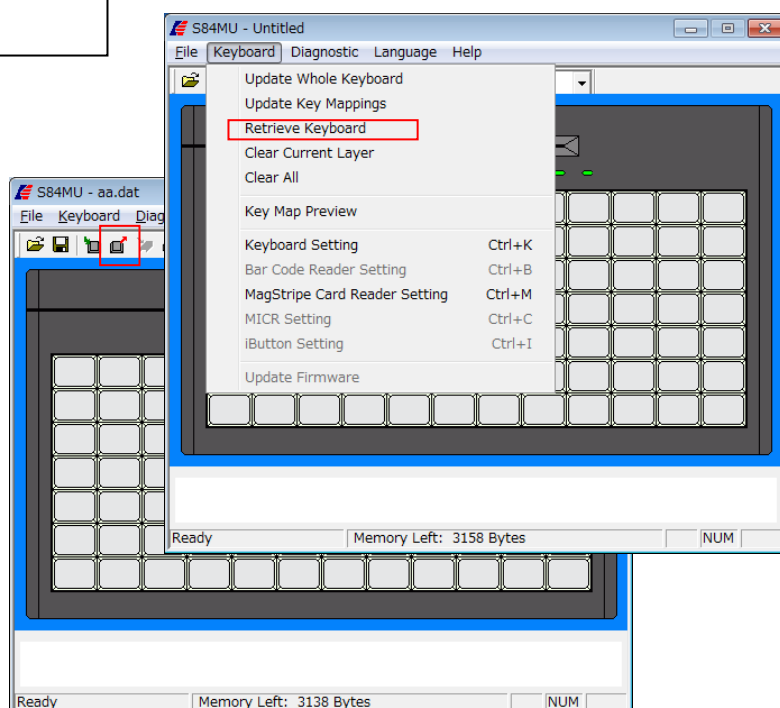 S84MU - Untitled
File Keyboard Diagnostic Language Help
Update Whole Keyboard
Update Key Mappings
Retrieve Keyboard
Clear Current Layer
Clear All
Key Map Preview
Keyboard Setting Ctrl+K
Bar Code Reader Setting Ctrl+B
MagStripe Card Reader Setting Ctrl+M
MICR Setting Ctrl+C
iButton Setting Ctrl+I
Update Firmware
Ready Memory Left: 3158 Bytes NUM
S84MU - aa.dat
File Keyboard Diag
Ready Memory Left: 3138 Bytes NUM